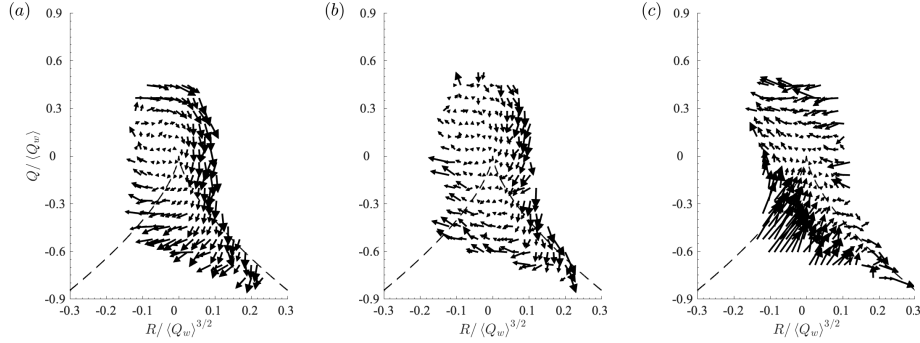 (a) (b) (c)
0.9 0.9 0.9
0.6 0.6 0.6
0.3 0.3 0.3
Q/⟨Q_w⟩ 0 0 0
-0.3 -0.3 -0.3
-0.6 -0.6 -0.6
-0.9 -0.9 -0.9
-0.3 -0.2 -0.1 0 0.1 0.2 0.3 -0.3 -0.2 -0.1 0 0.1 0.2 0.3 -0.3 -0.2 -0.1 0 0.1 0.2 0.3
R/⟨Q_w⟩^{3/2} R/⟨Q_w⟩^{3/2} R/⟨Q_w⟩^{3/2}